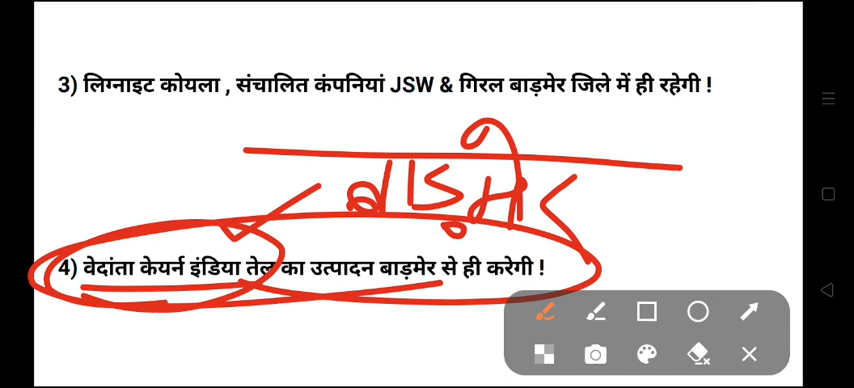 3) लिग्नाइट कोयला , संचालित कंपनियां JSW & गिरल बाड़मेर जिले में ही रहेगी !
बाड़मेर
4) वेदांता केयर्न इंडिया तेल का उत्पादन बाड़मेर से ही करेगी !